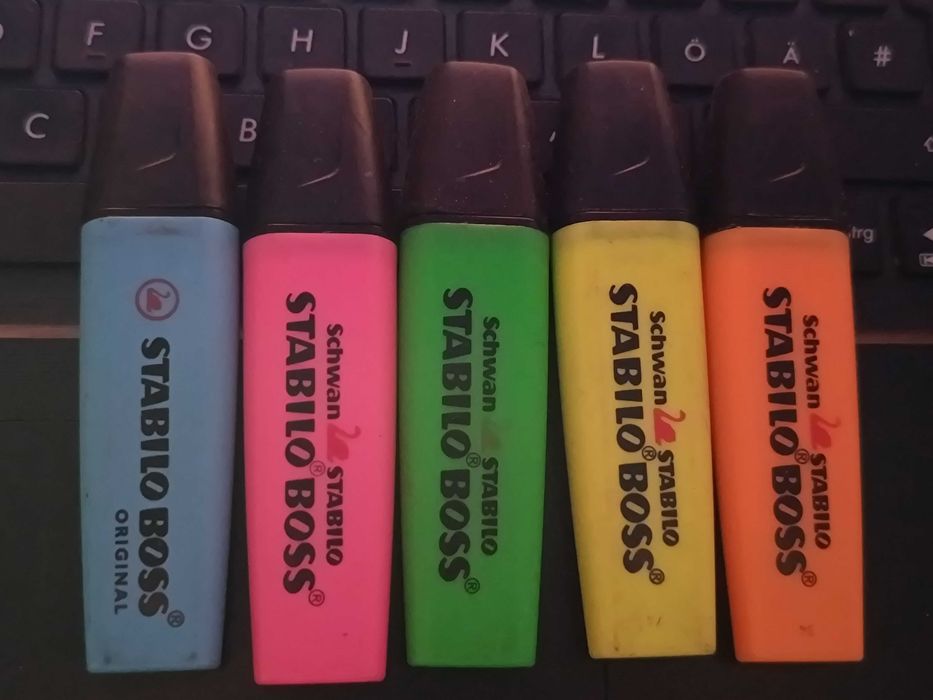 F G H J K L Ö Ä ' #
C B
trg
STABILO BOSS®
ORIGINAL
Schwan STABILO
STABILO® BOSS®
Schwan STABILO
STABILO® BOSS®
Schwan STABILO
STABILO® BOSS®
Schwan STABILO
STABILO® BOSS®